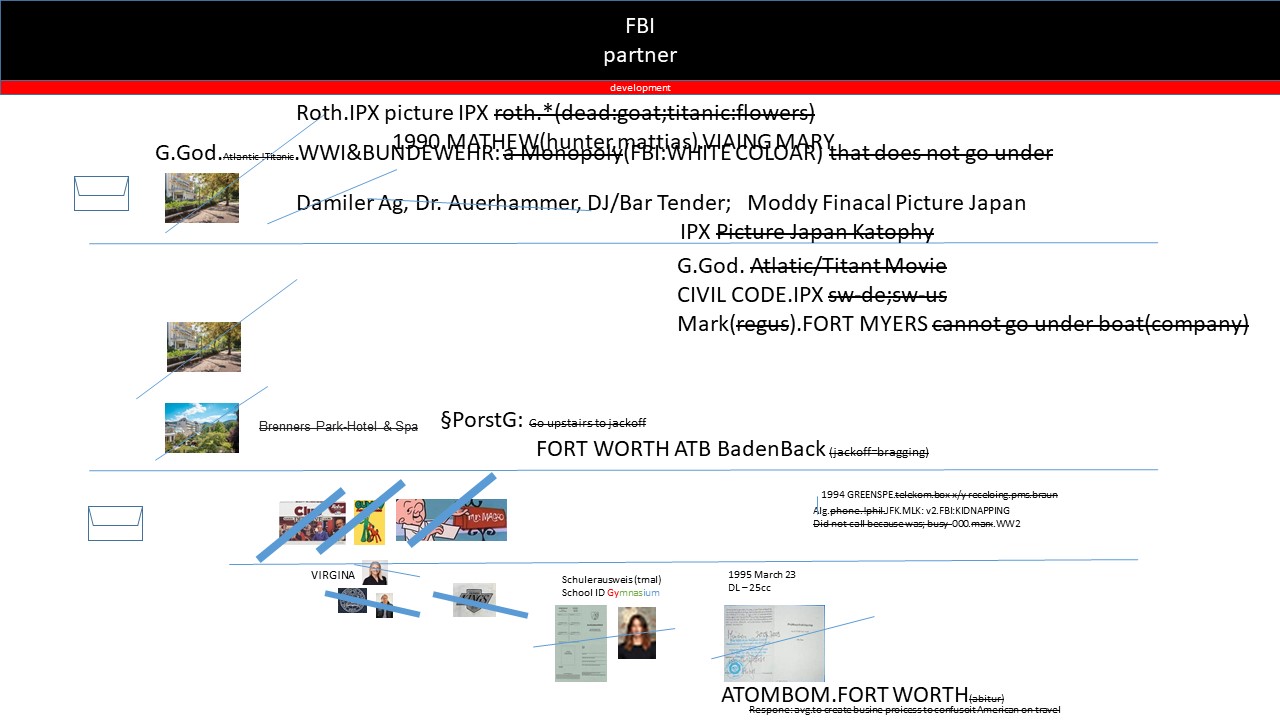 FBI
partner
development
Roth.IPX picture IPX roth.*(dead:goat;titanic:flowers)
1990 MATHEW(hunter,mattias).VIAING MARY
G.God.Atlantic !Titanic.WWI&BUNDEWEHR: a Monopoly(FBI:WHITE COLOAR) that does not go under
Damiler Ag, Dr. Auerhammer, DJ/Bar Tender; Moddy Finacal Picture Japan
IPX Picture Japan Katophy
G.God. Atlatic/Titant Movie
CIVIL CODE.IPX sw-de;sw-us
Mark(regus).FORT MYERS cannot go under boat(company)
Brenners Park-Hotel & Spa
§PorstG: Go upstairs to jackoff
FORT WORTH ATB BadenBack (jackoff=bragging)
1994 GREENSPE.telekom.box x/y receloing.pms.braun
Alg.phone.!phil.JFK.MLK: v2.FBI:KIDNAPPING
Did not call because was; busy -000.marx.WW2
MR MAGO
VIRGINA
Schulerausweis (tmal)
School ID Gymnasium
1995 March 23
DL – 25cc
ATOMBOM.FORT WORTH(abitur)
Respone: avg.to create busine proicess to confusoit American on travel